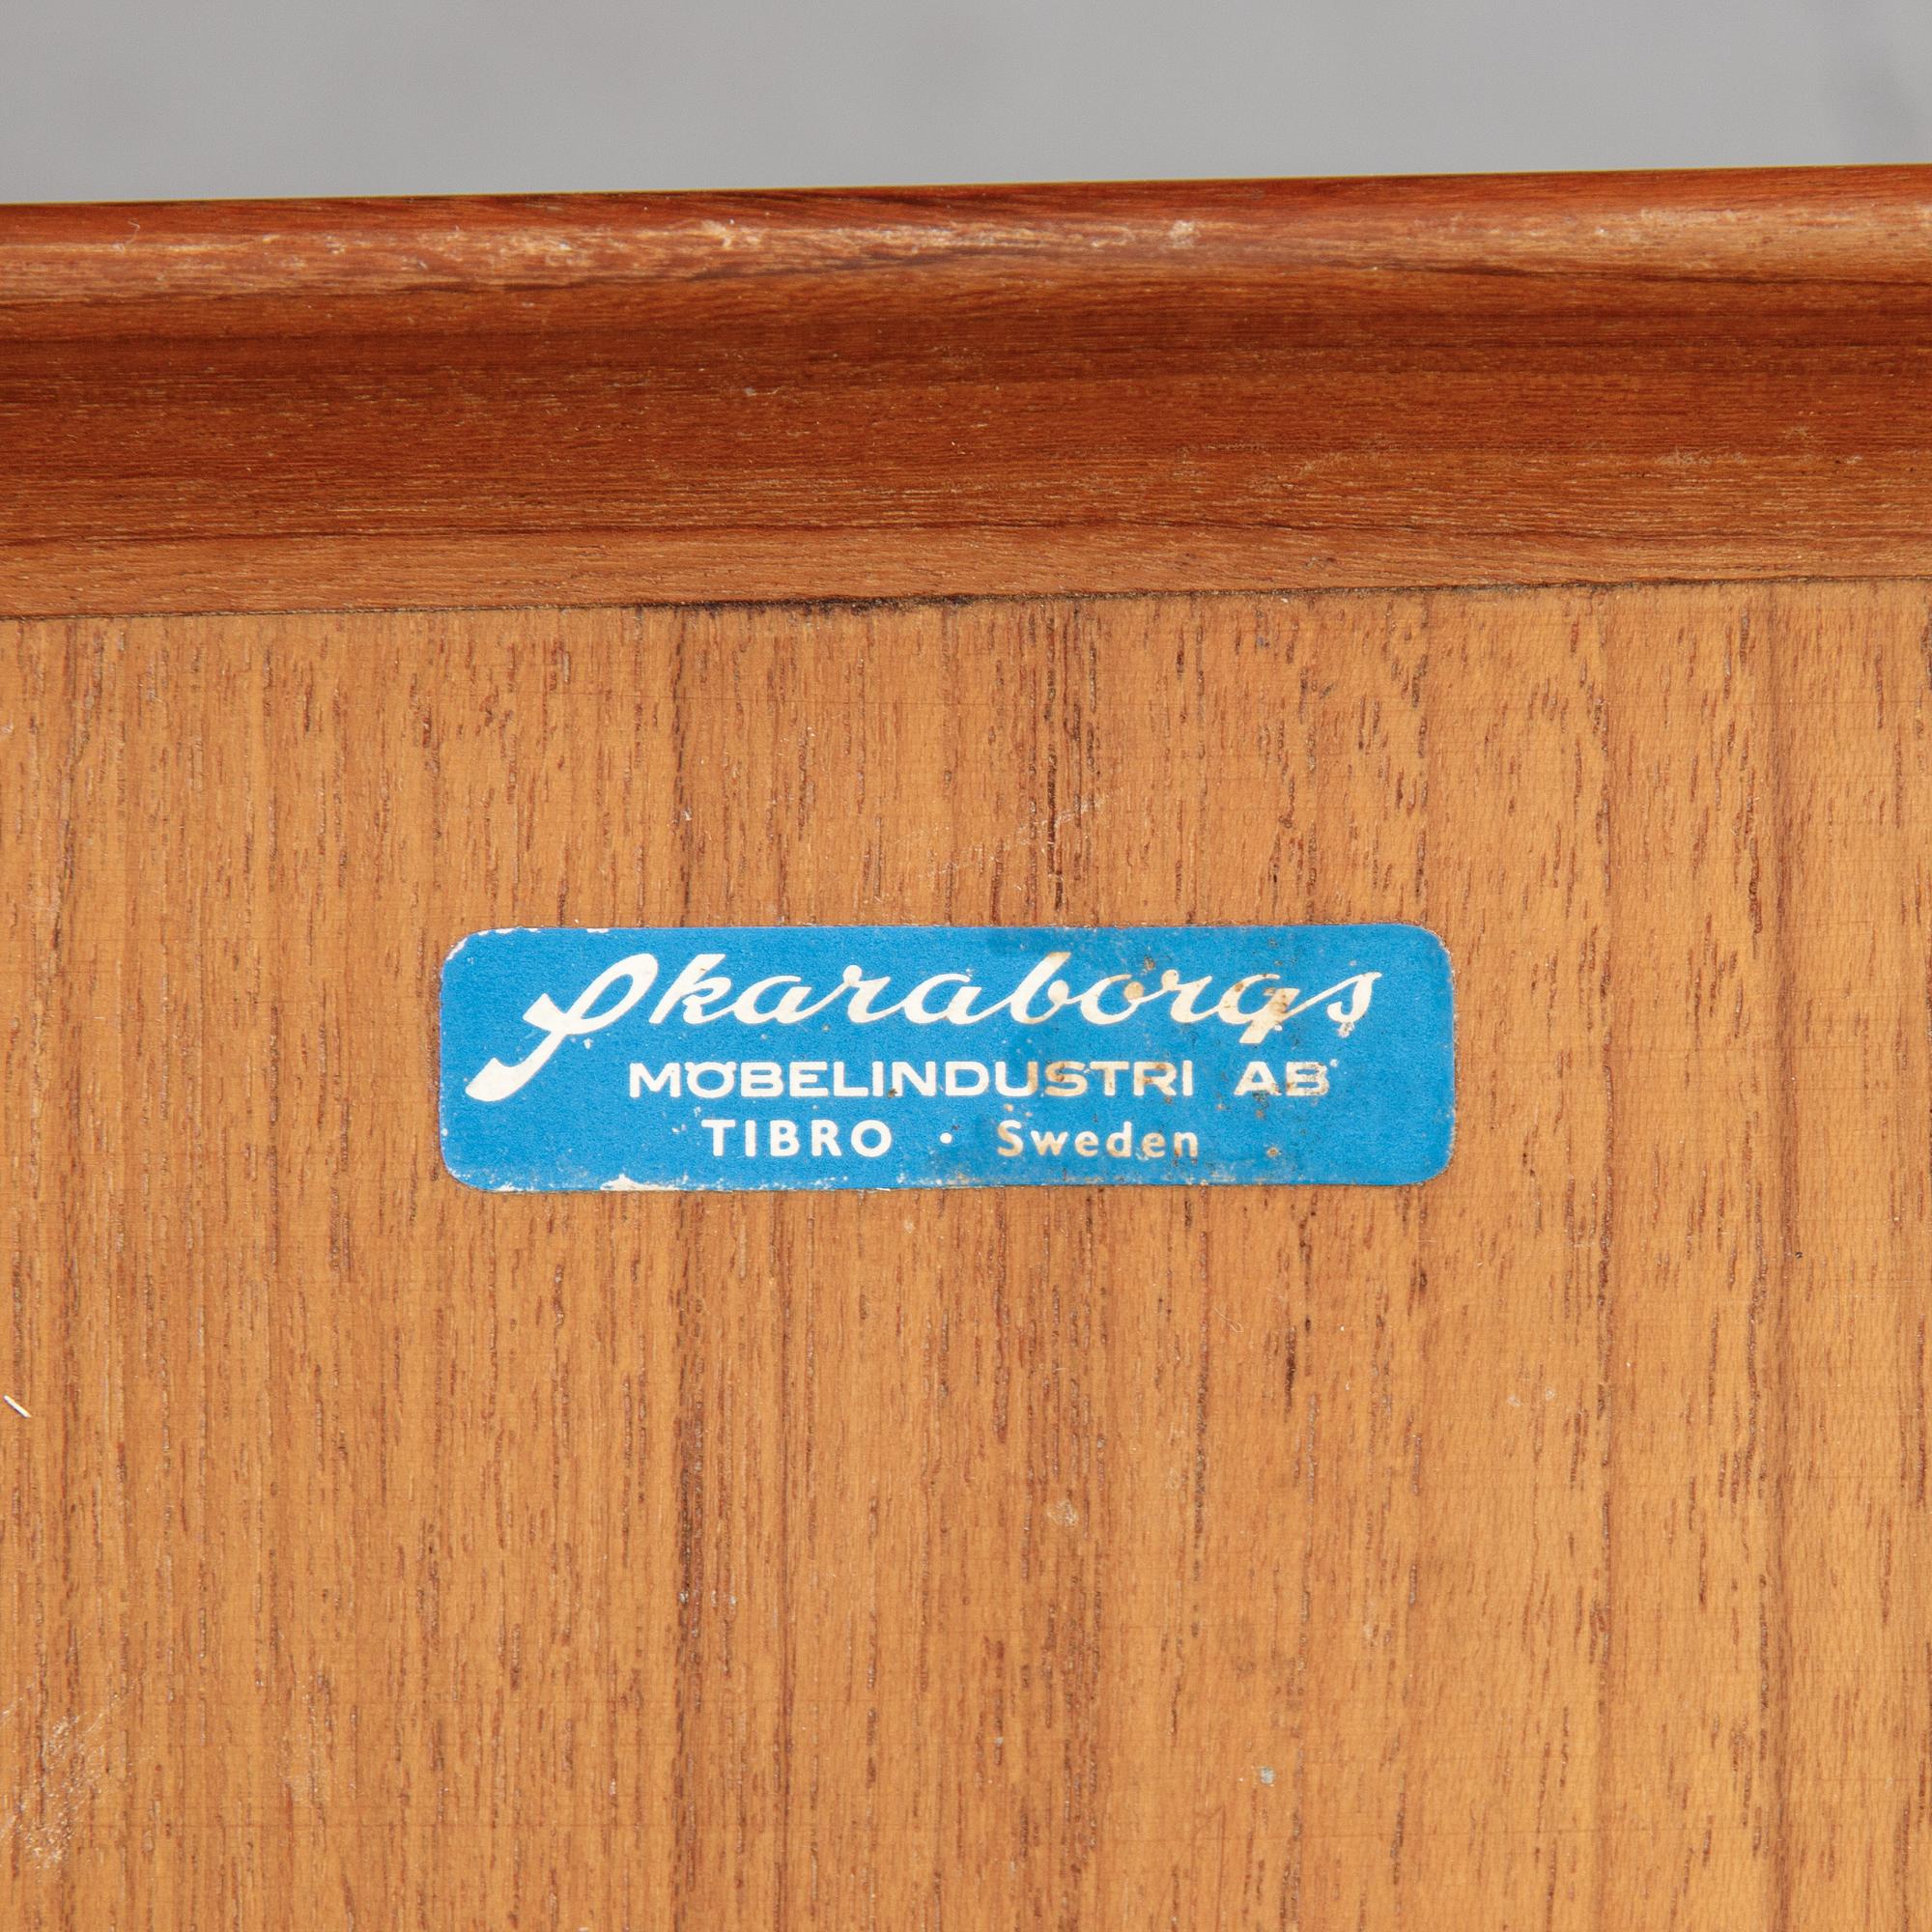 Skaraborgs
MÖBELINDUSTRI AB
TIBRO • Sweden